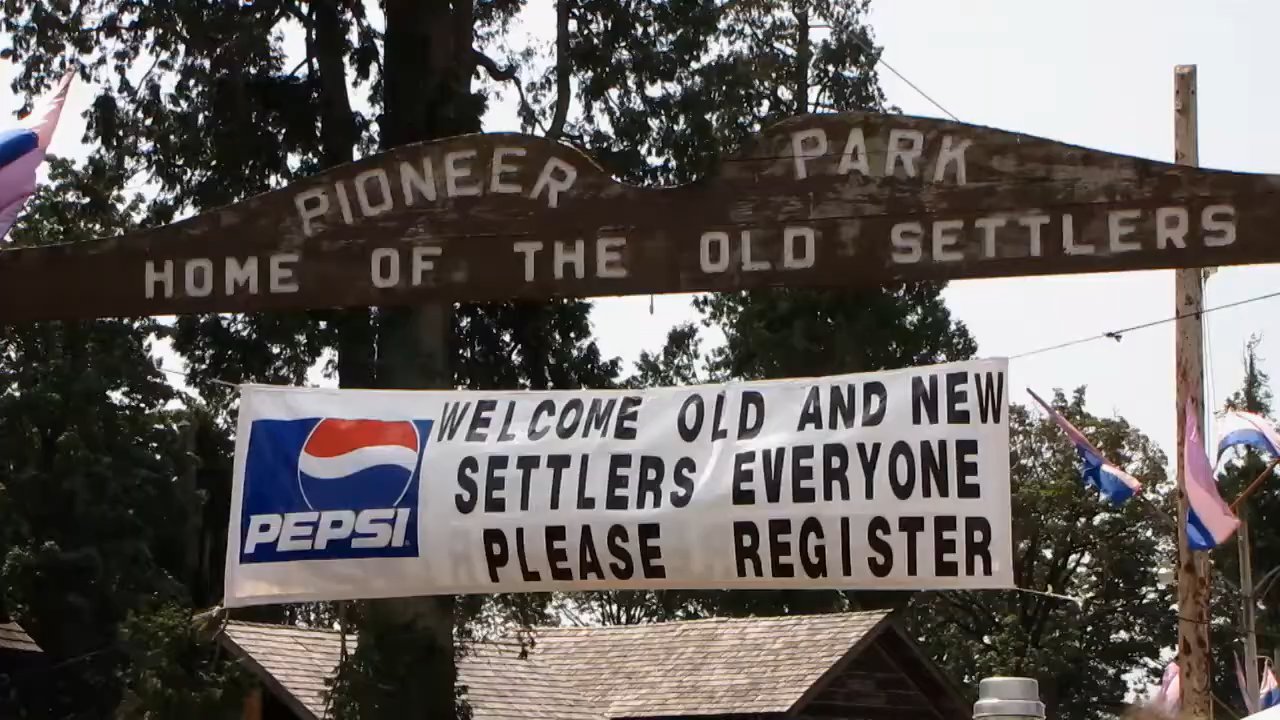 PIONEER PARK
HOME OF THE OLD SETTLERS
PEPSI
WELCOME OLD AND NEW
SETTLERS EVERYONE
PLEASE REGISTER